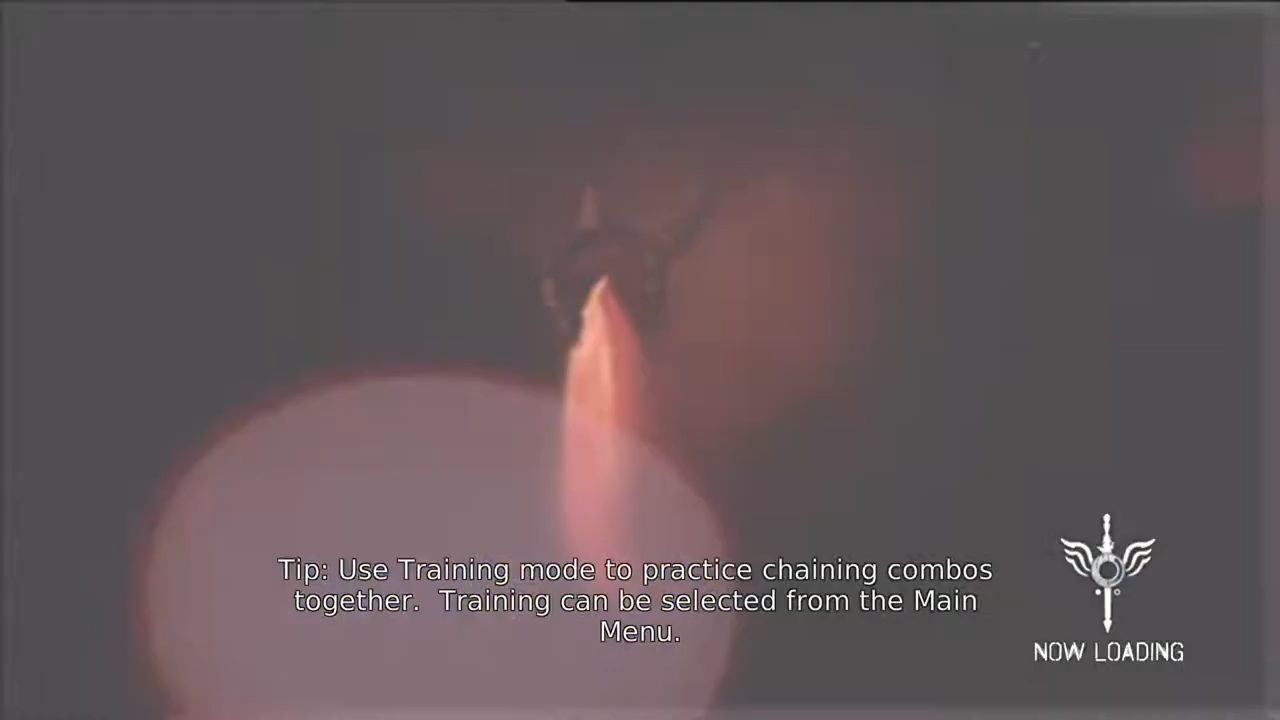 Tip: Use Training mode to practice chaining combos
together.  Training can be selected from the Main
Menu.
NOW LOADING